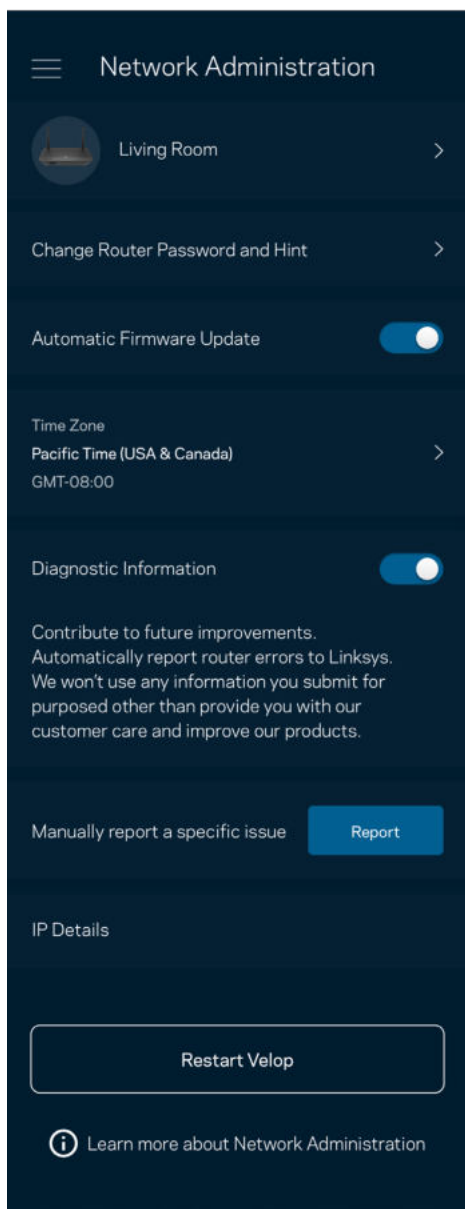 Network Administration
Living Room
Change Router Password and Hint
Automatic Firmware Update
Time Zone
Pacific Time (USA & Canada)
GMT-08:00
Diagnostic Information
Contribute to future improvements.
Automatically report router errors to Linksys.
We won't use any information you submit for
purposed other than provide you with our
customer care and improve our products.
Manually report a specific issue
Report
IP Details
Restart Velop
Learn more about Network Administration